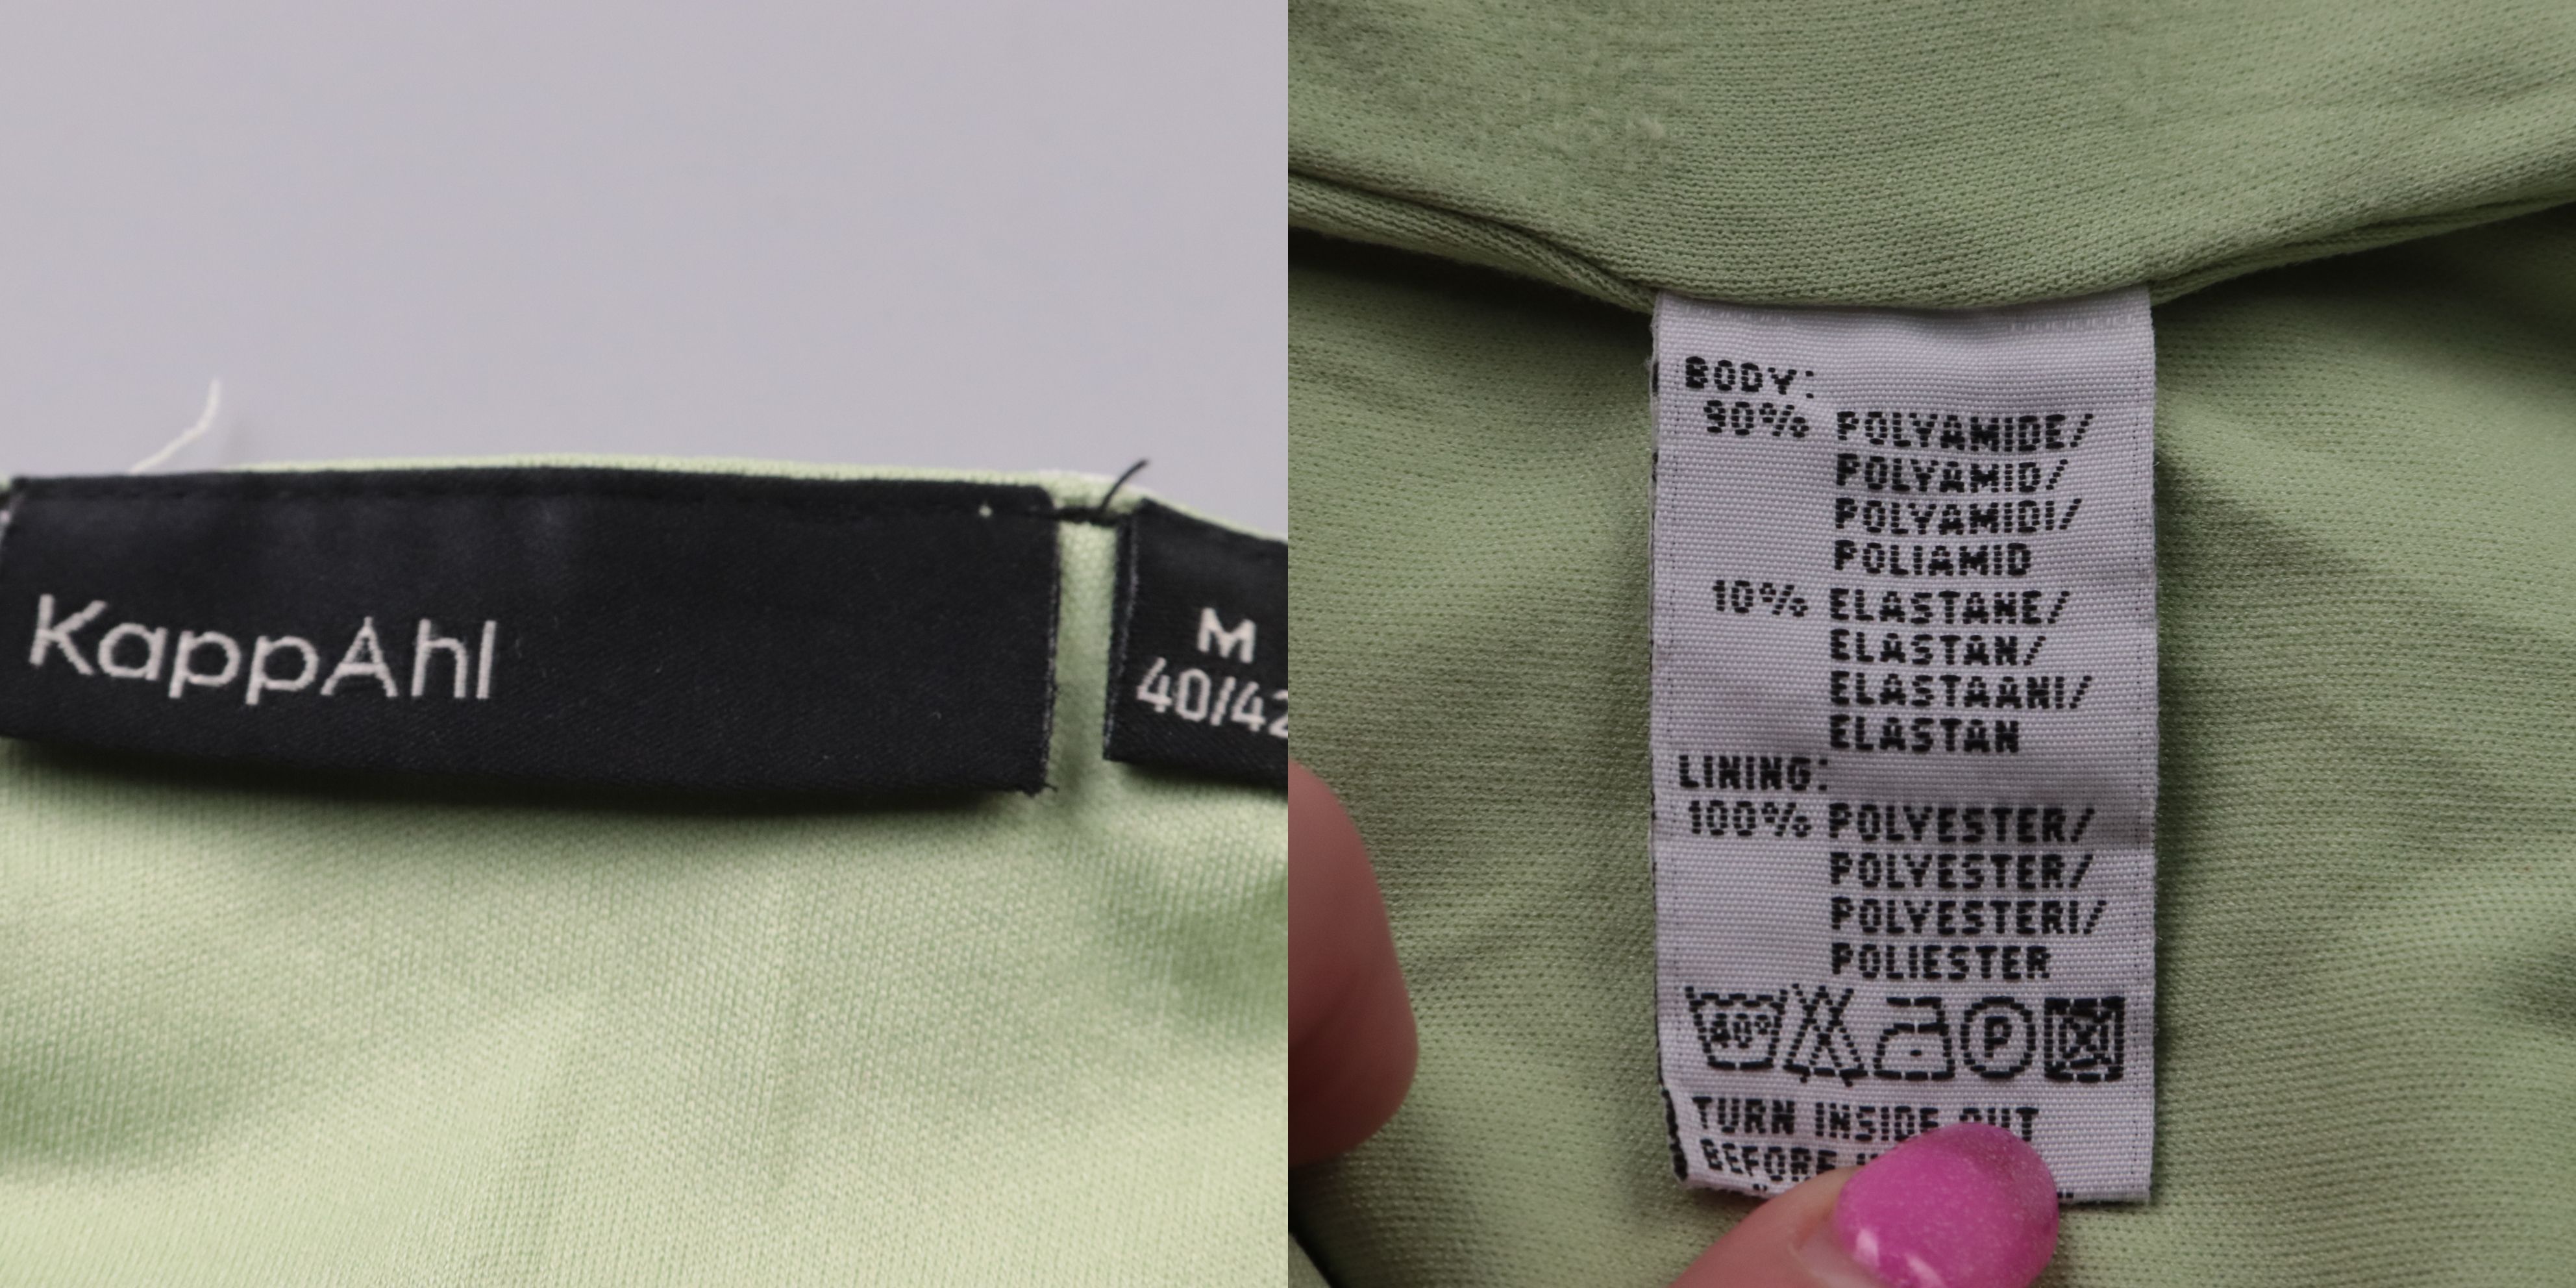 KappAhl
M
40/42
BODY:
90% POLYAMIDE/
POLYAMID/
POLYAMIDI/
POLIAMID
10% ELASTANE/
ELASTAN/
ELASTAANI/
ELASTAN
LINING:
100% POLYESTER/
POLYESTER/
POLYESTERI/
POLIESTER
40° P
TURN INSIDE OUT
BEFORE